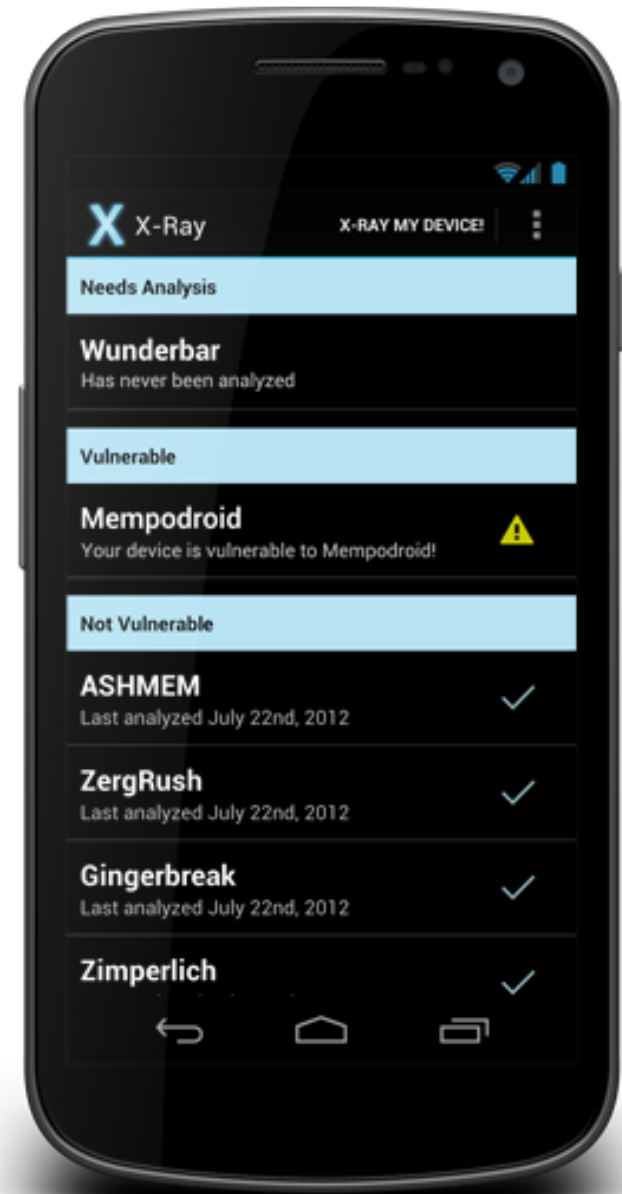 X X-Ray X-RAY MY DEVICE!
Needs Analysis
Wunderbar
Has never been analyzed
Vulnerable
Mempodroid
Your device is vulnerable to Mempodroid!
Not Vulnerable
ASHMEM
Last analyzed July 22nd, 2012
ZergRush
Last analyzed July 22nd, 2012
Gingerbreak
Last analyzed July 22nd, 2012
Zimperlich